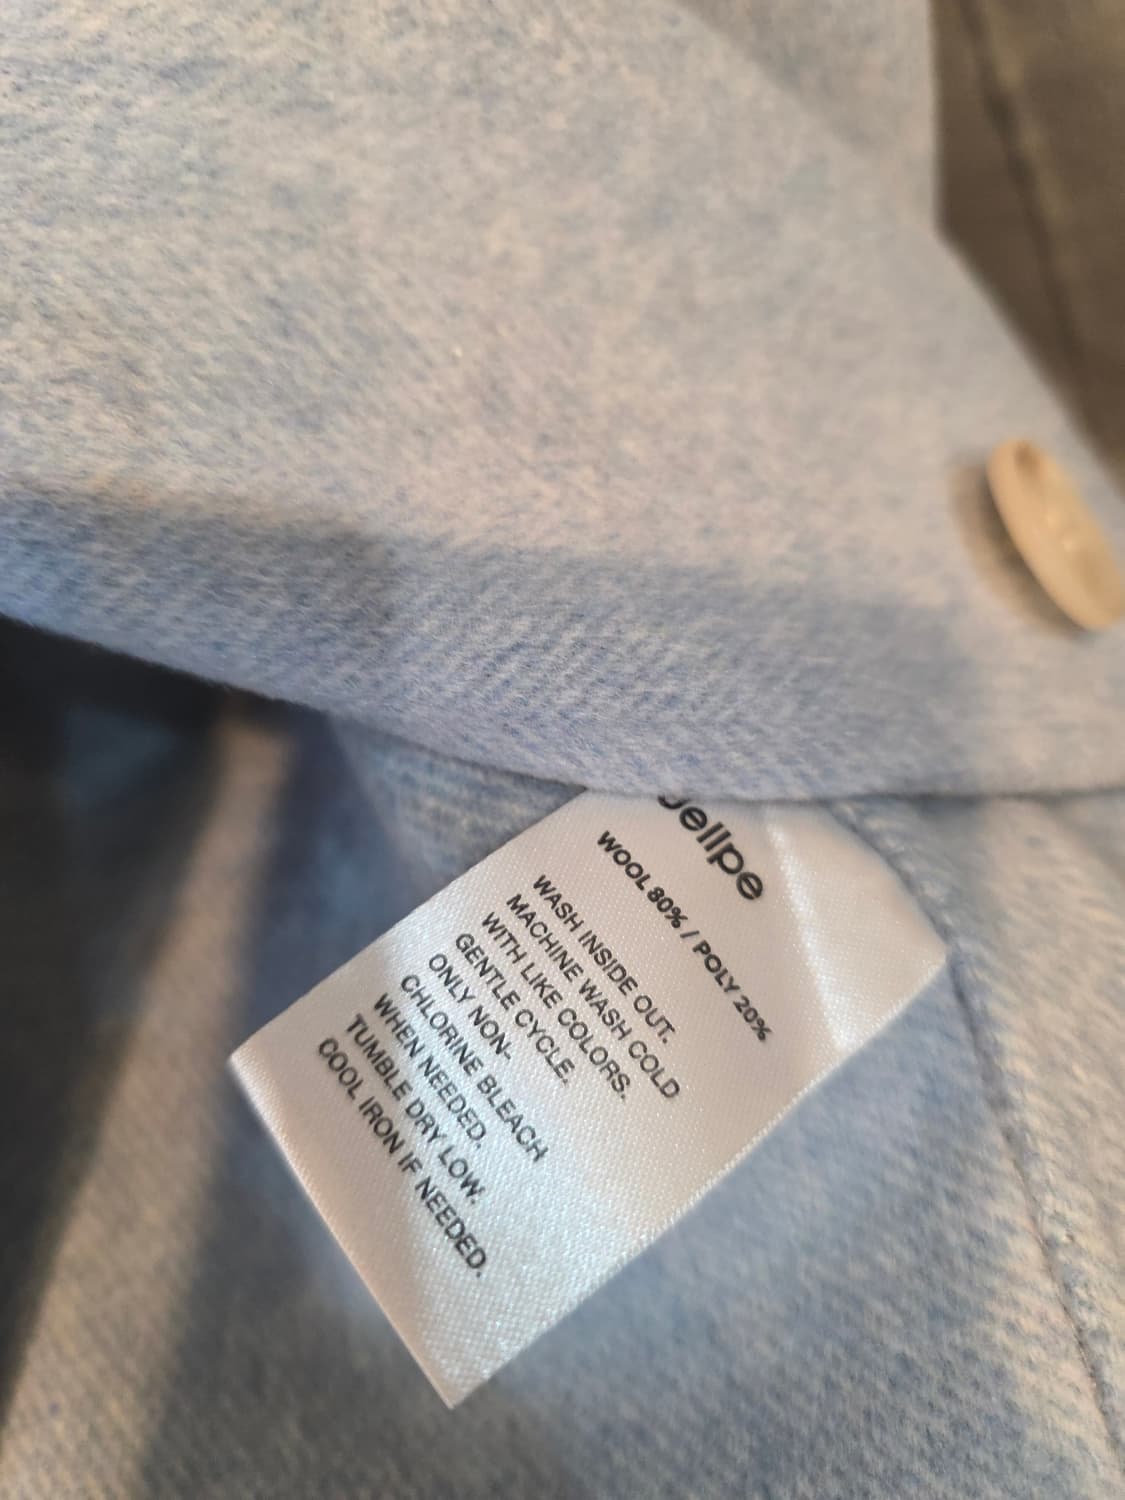 jellpe
WOOL 80% / POLY 20%
WASH INSIDE OUT.
MACHINE WASH COLD
WITH LIKE COLORS.
GENTLE CYCLE.
ONLY NON-
CHLORINE BLEACH
WHEN NEEDED.
TUMBLE DRY LOW.
COOL IRON IF NEEDED.